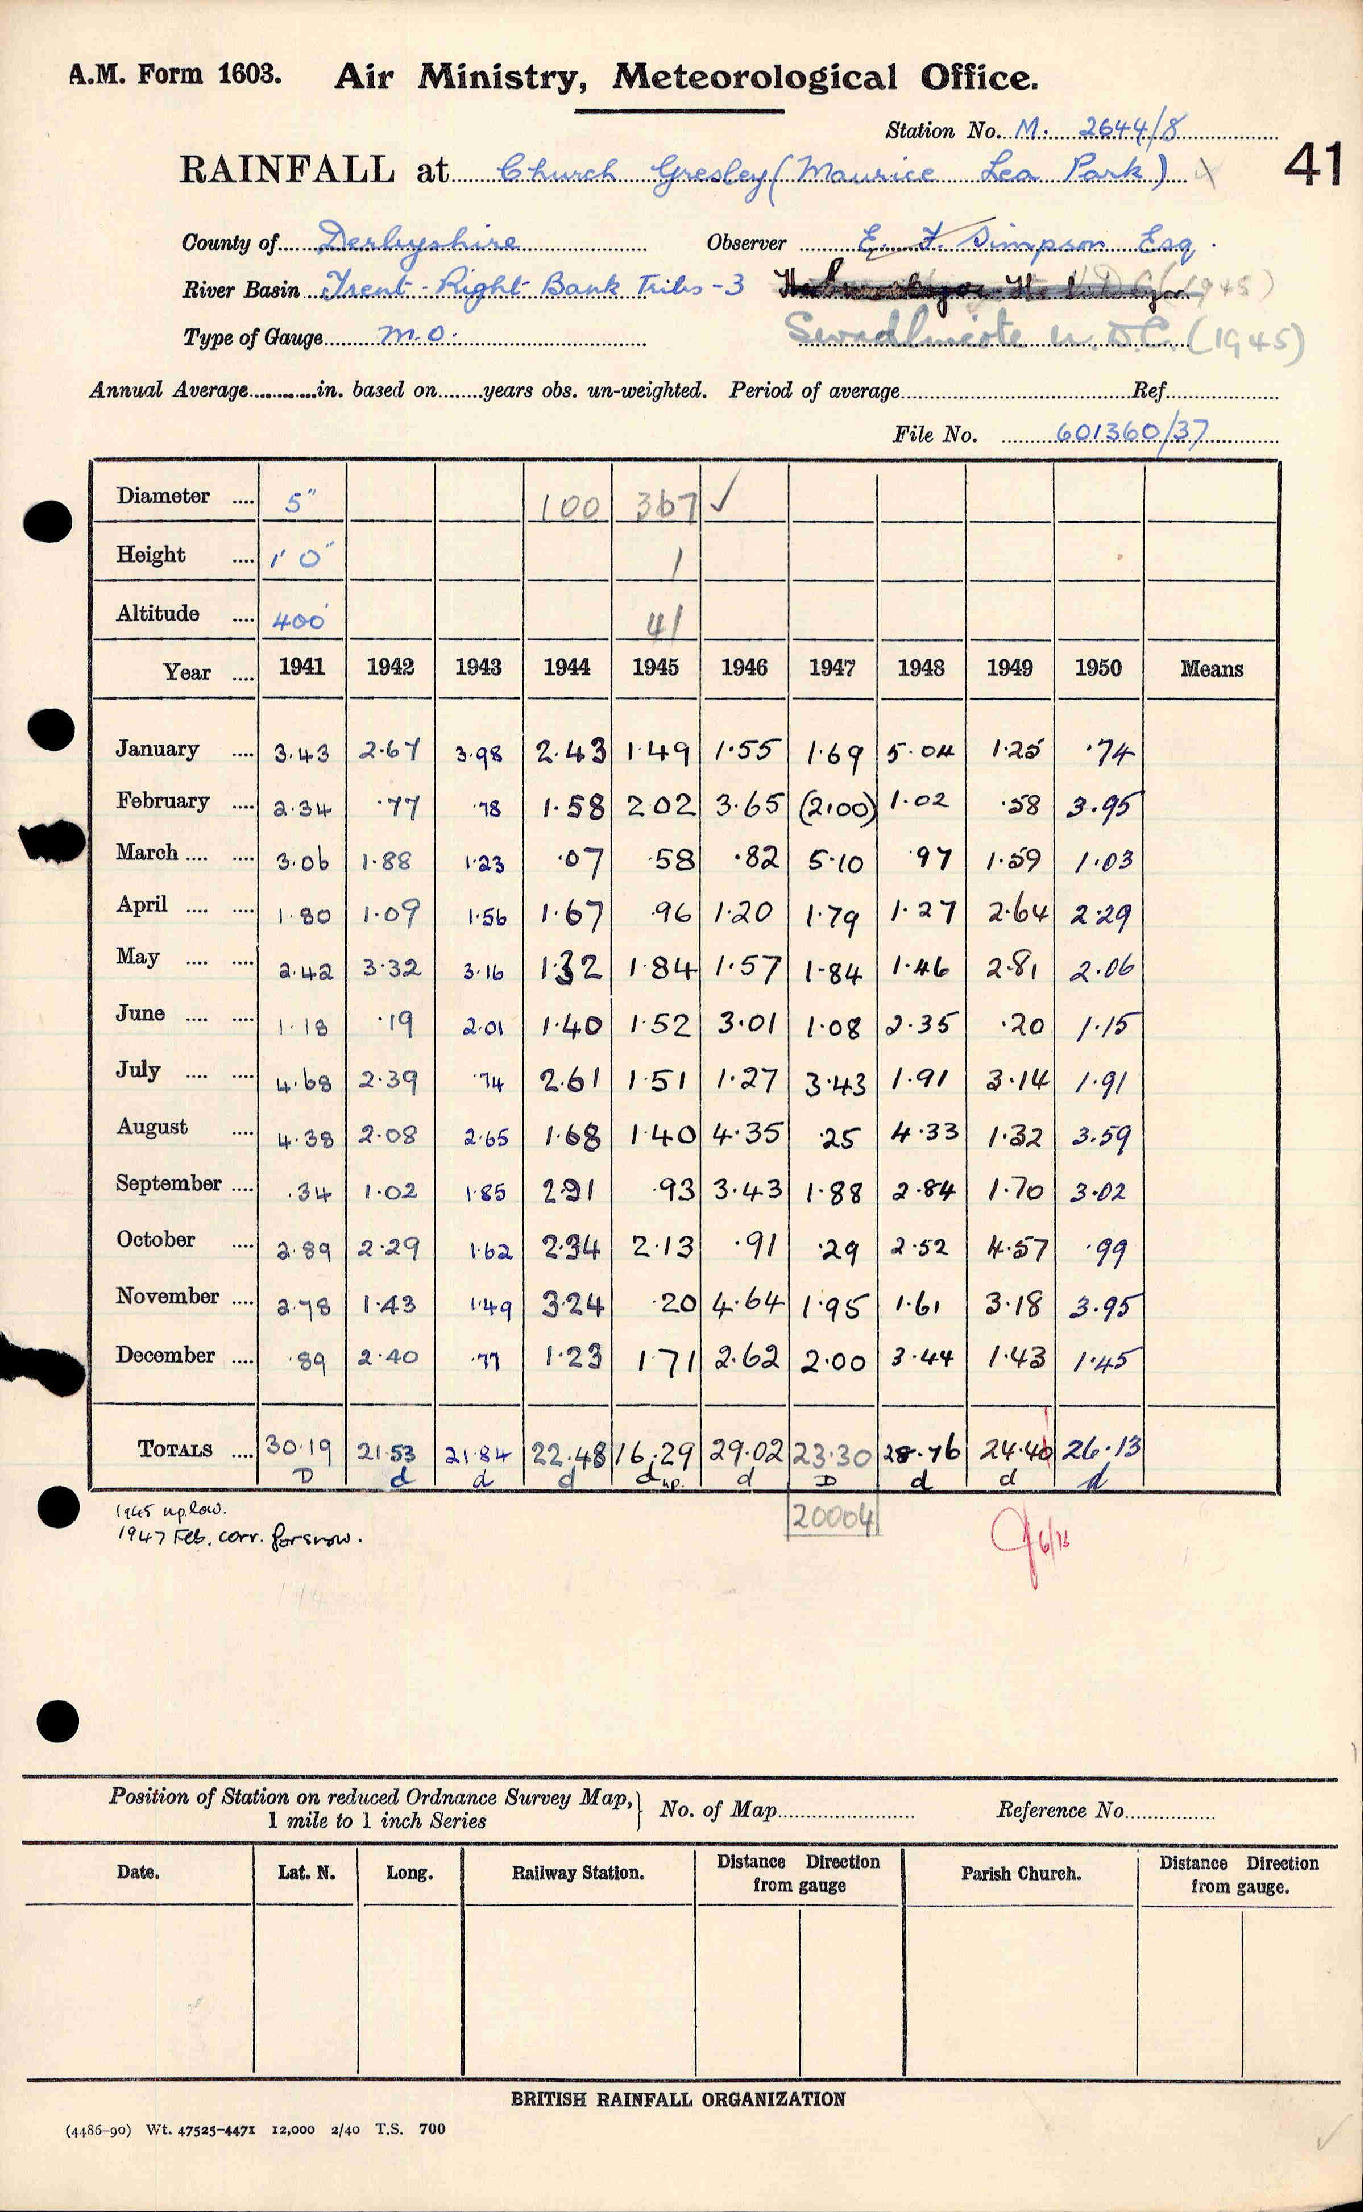 A.M. Form 1603. Air Ministry, Meteorological Office.
Station No. M. 2644/8
RAINFALL at Church Gresley (Maurice Lea Park) 41
County of Derbyshire Observer E. F. Simpson Esq.
River Basin Trent - Right Bank Tribs - 3
Type of Gauge M.O. Swadlincote U.D.C. (1945)
Annual Average............in. based on........years obs. un-weighted. Period of average Ref.
File No. 601360/37
Diameter .... 5" 100 367 ✓
Height .... 1' 0" 1
Altitude .... 400' 41
Year .... 1941 1942 1943 1944 1945 1946 1947 1948 1949 1950 Means
January .... 3.43 2.67 3.98 2.43 1.49 1.55 1.69 5.04 1.25 .74
February .... 2.34 .77 .78 1.58 2.02 3.65 (2.00) 1.02 .58 3.95
March .... .... 3.06 1.88 1.23 .07 .58 .82 5.10 .97 1.59 1.03
April .... .... 1.80 1.09 1.56 1.67 .96 1.20 1.79 1.27 2.64 2.29
May .... .... 2.42 3.32 3.16 1.32 1.84 1.57 1.84 1.46 2.81 2.06
June .... .... 1.18 .19 2.01 1.40 1.52 3.01 1.08 2.35 .20 1.15
July .... .... 4.68 2.39 .74 2.61 1.51 1.27 3.43 1.91 3.14 1.91
August .... 4.38 2.08 2.65 1.68 1.40 4.35 .25 4.33 1.32 3.59
September .... .34 1.02 1.85 2.91 .93 3.43 1.88 2.84 1.70 3.02
October .... 2.89 2.29 1.62 2.34 2.13 .91 .29 2.52 4.57 .99
November .... 2.78 1.43 1.49 3.24 .20 4.64 1.95 1.61 3.18 3.95
December .... .89 2.40 .77 1.23 1.71 2.62 2.00 3.44 1.43 1.45
TOTALS .... 30.19 21.53 21.84 22.48 16.29 29.02 23.30 28.76 24.40 26.13
D d d d d up. d D d d d
1945 up low. 20004
1947 Feb. corr. for snow.
Position of Station on reduced Ordnance Survey Map, No. of Map Reference No.
1 mile to 1 inch Series
Date. Lat. N. Long. Railway Station. Distance Direction from gauge Parish Church. Distance Direction from gauge.
BRITISH RAINFALL ORGANIZATION
(4486-90) Wt. 47525-4471 12,000 2/40 T.S. 700